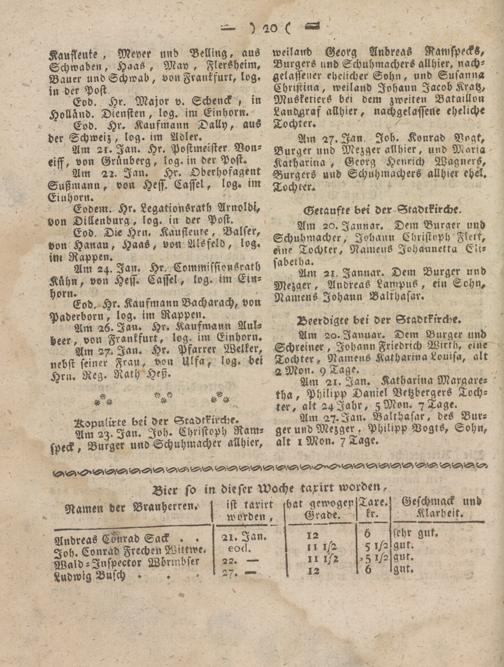 — ) 20 ( —
Kaufleute, Meyer und Belling, aus
Schwaden, Haas, May, Flersheim,
Bauer und Schwab, von Frankfurt, log.
in der Post.
Eod. Hr. Major v. Schenck, in
Holländ. Diensten, log. im Einhorn.
Eod. Hr. Kaufmann Dally, aus
der Schweiz, log. im Adler.
Am 21. Jan. Hr. Postmeister Von-
eiff, von Grünberg, log. in der Post.
Am 22. Jan. Hr. Oberhofagent
Süßmann, von Hess. Cassel, log. im
Einhorn.
Eodem. Hr. Legationsrath Arnoldi,
von Dillenburg, log. in der Post.
Eod. Die Hrn. Kaufleute, Balser,
von Hanau, Haas, von Alsfeld, log.
im Rappen.
Am 24. Jan. Hr. Commissionsrath
Kühn, von Hess. Cassel, log. im Ein-
horn.
Eod. Hr. Kaufmann Bacharach, von
Paderborn, log. im Rappen.
Am 26. Jan. Hr. Kaufmann Aul-
beer, von Frankfurt, log. im Einhorn.
Am 27. Jan. Hr. Pfarrer Welker,
nebst seiner Frau, von Ulfa, log. bei
Hrn. Reg. Rath Heß.
Kopulirte bei der Stadtkirche.
Am 23. Jan. Joh. Christoph Ram-
speck, Burger und Schuhmacher allhier,
weiland Georg Andreas Ramspecks,
Burgers und Schuhmachers allhier, nach-
gelassener ehelicher Sohn, und Susanna
Christina, weiland Johann Jacob Kratz,
Musketiers bei dem zweiten Bataillon
Landgraf allhier, nachgelassene eheliche
Tochter.
Am 27. Jan. Joh. Konrad Vogt,
Burger und Mezger allhier, und Maria
Katharina, Georg Henrich Wagners,
Burgers und Schuhmachers allhier ehel.
Tochter.
Getaufte bei der Stadtkirche.
Am 20. Januar. Dem Burger und
Schuhmacher, Johann Christoph Flett,
eine Tochter, Namens Johannetta Eli-
sabetha.
Am 21. Januar. Dem Burger und
Mezger, Andreas Lampus, ein Sohn,
Namens Johann Balthasar.
Beerdigte bei der Stadtkirche.
Am 20. Januar. Dem Burger und
Schreiner, Johann Friedrich Wirth, eine
Tochter, Namens Katharina Louisa, alt
2 Mon. 9 Tage.
Am 21. Jan. Katharina Margare-
tha, Philipp Daniel Vetzbergers Toch-
ter, alt 24 Jahr, 5 Mon. 7 Tage.
Am 27. Jan. Balthasar, des Bur-
ger und Mezger, Philipp Vogts, Sohn,
alt 1 Mon. 7 Tage.
Bier so in dieser Woche taxirt worden,
Namen der Brauherren. ist taxirt worden, hat gewogen Grade. Taxe. kr. Geschmack und Klarheit.
Andreas Conrad Sack . . 21. Jan. 12 6 sehr gut.
Joh. Conrad Frechen Wittwe. eod. 11 1/2 5 1/2 gut.
Wald-Inspector Wörmbser 22. — 11 1/2 5 1/2 gut.
Ludwig Busch . . . 27. — 12 6 gut.